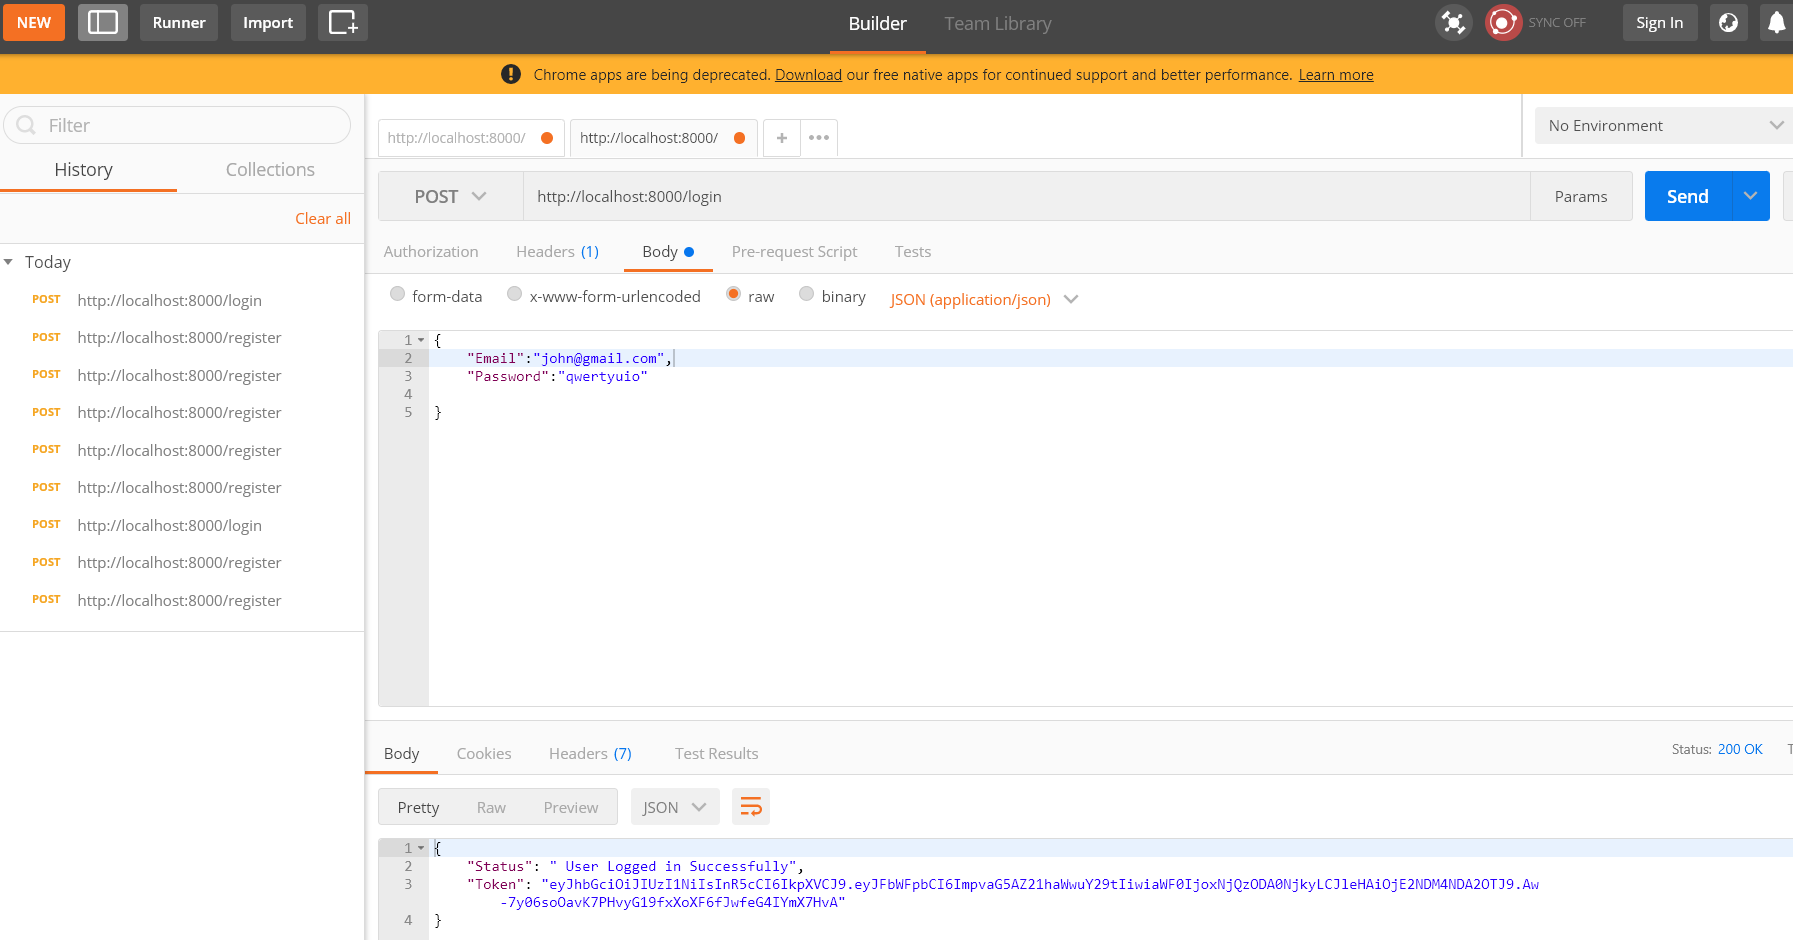 NEW Runner Import Builder Team Library SYNC OFF Sign In
Chrome apps are being deprecated. Download our free native apps for continued support and better performance. Learn more
Filter
History Collections
Clear all
Today
POST http://localhost:8000/login
POST http://localhost:8000/register
POST http://localhost:8000/register
POST http://localhost:8000/register
POST http://localhost:8000/register
POST http://localhost:8000/register
POST http://localhost:8000/login
POST http://localhost:8000/register
POST http://localhost:8000/register
http://localhost:8000/ http://localhost:8000/ + ••• No Environment
POST http://localhost:8000/login Params Send
Authorization Headers (1) Body Pre-request Script Tests
form-data x-www-form-urlencoded raw binary JSON (application/json)
1 {
2 "Email":"john@gmail.com",
3 "Password":"qwertyuio"
4
5 }
Body Cookies Headers (7) Test Results Status: 200 OK T
Pretty Raw Preview JSON
1 {
2 "Status": " User Logged in Successfully",
3 "Token": "eyJhbGciOiJIUzI1NiIsInR5cCI6IkpXVCJ9.eyJFbWFpbCI6ImpvaG5AZ21haWwuY29tIiwiaWF0IjoxNjQzODA0NjkyLCJleHAiOjE2NDM4NDA2OTJ9.Aw
-7y06soOavK7PHvyG19fxXoXF6fJwfeG4IYmX7HvA"
4 }